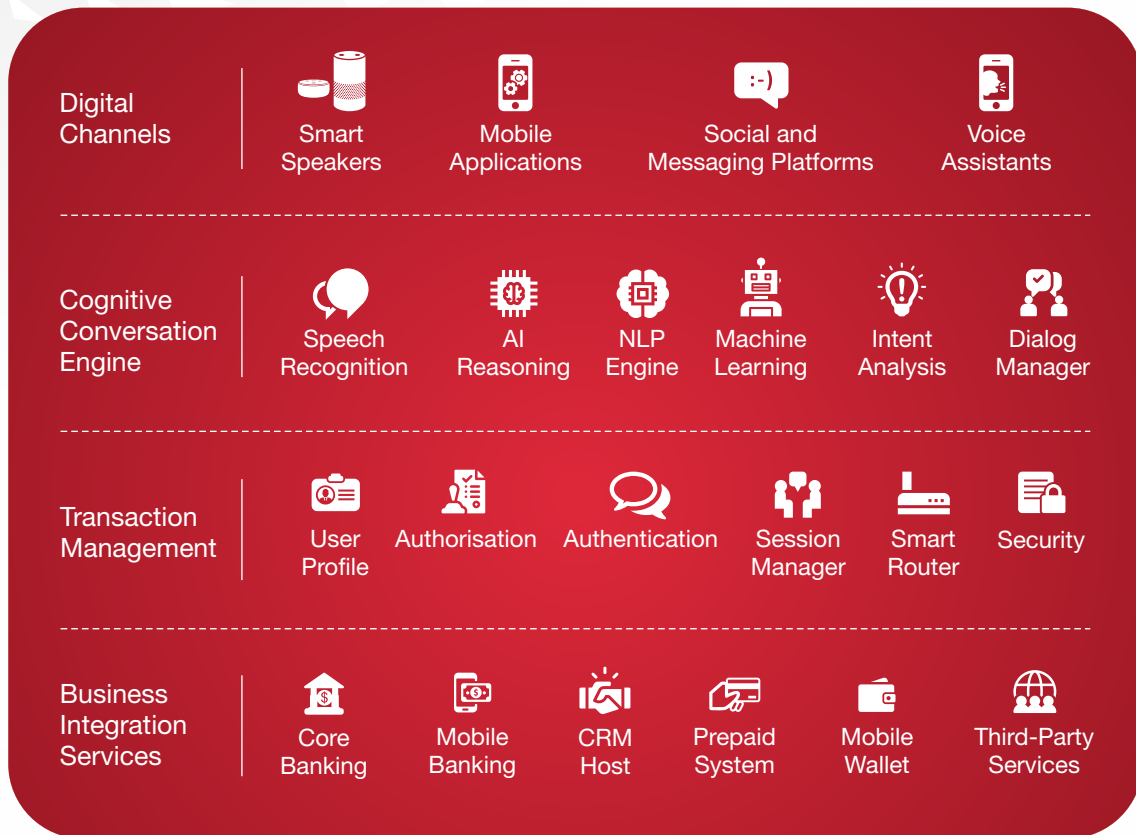 Digital
Channels
Smart
Speakers
Mobile
Applications
:-)
Social and
Messaging Platforms
Voice
Assistants
Cognitive
Conversation
Engine
Speech
Recognition
AI
Reasoning
NLP
Engine
Machine
Learning
Intent
Analysis
Dialog
Manager
Transaction
Management
User
Profile
Authorisation
Authentication
Session
Manager
Smart
Router
Security
Business
Integration
Services
$
Core
Banking
$
Mobile
Banking
CRM
Host
Prepaid
System
Mobile
Wallet
Third-Party
Services